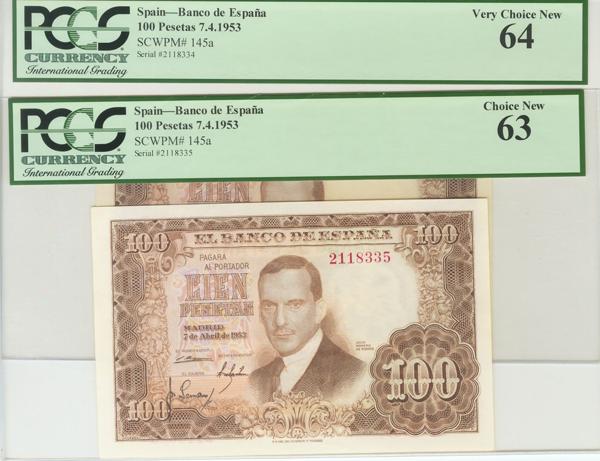 PCGS
CURRENCY
International Grading
Spain—Banco de España
100 Pesetas 7.4.1953
SCWPM# 145a
Serial #2118334
Very Choice New
64
PCGS
CURRENCY
International Grading
Spain—Banco de España
100 Pesetas 7.4.1953
SCWPM# 145a
Serial #2118335
Choice New
63
100
EL BANCO DE ESPAÑA
100
PAGARA
AL PORTADOR
2118335
CIEN
PESETAS
MADRID
7 de Abril de 1953
100
100